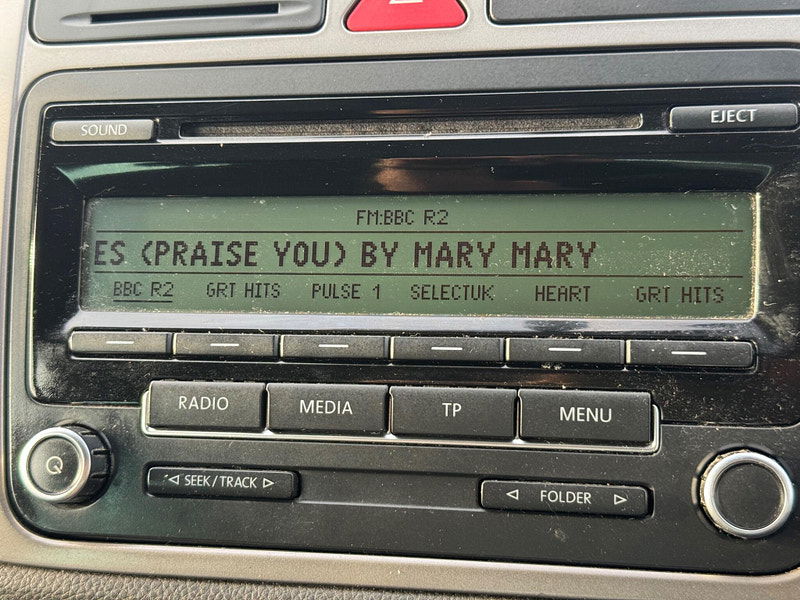 SOUND
EJECT
FM:BBC R2
ES (PRAISE YOU) BY MARY MARY
BBC R2 GRT HITS PULSE 1 SELECTUK HEART GRT HITS
RADIO MEDIA TP MENU
SEEK/TRACK
FOLDER